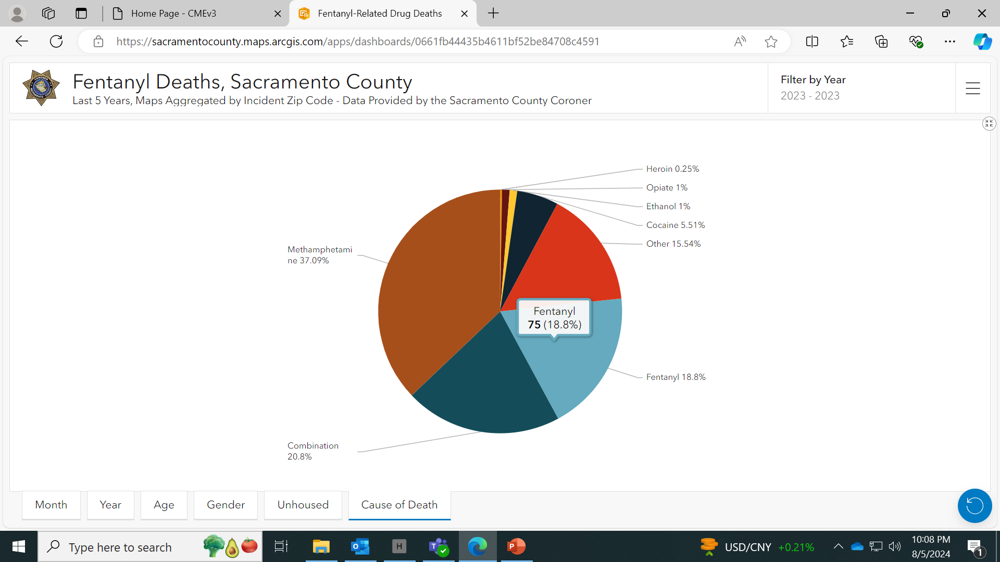 Home Page - CMEv3
Fentanyl-Related Drug Deaths
https://sacramentocounty.maps.arcgis.com/apps/dashboards/0661fb44435b4611bf52be84708c4591
Fentanyl Deaths, Sacramento County
Last 5 Years, Maps Aggregated by Incident Zip Code - Data Provided by the Sacramento County Coroner
Filter by Year
2023 - 2023
Heroin 0.25%
Opiate 1%
Ethanol 1%
Cocaine 5.51%
Other 15.54%
Methamphetami
ne 37.09%
Fentanyl
75 (18.8%)
Fentanyl 18.8%
Combination
20.8%
Month
Year
Age
Gender
Unhoused
Cause of Death
Type here to search
H
USD/CNY +0.21%
10:08 PM
8/5/2024
1